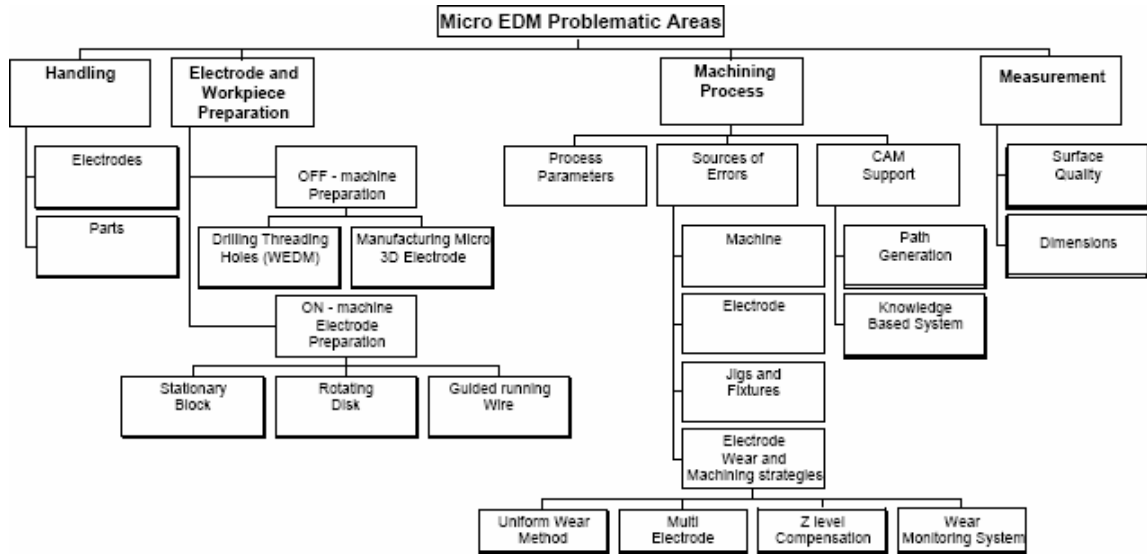 Micro EDM Problematic Areas
Handling
Electrodes
Parts
Electrode and
Workpiece
Preparation
OFF - machine
Preparation
Drilling Threading
Holes (WEDM)
Manufacturing Micro
3D Electrode
ON - machine
Electrode
Preparation
Stationary
Block
Rotating
Disk
Guided running
Wire
Machining
Process
Process
Parameters
Sources of
Errors
Machine
Electrode
Jigs and
Fixtures
Electrode
Wear and
Machining strategies
Uniform Wear
Method
Multi
Electrode
Z level
Compensation
Wear
Monitoring System
CAM
Support
Path
Generation
Knowledge
Based System
Measurement
Surface
Quality
Dimensions